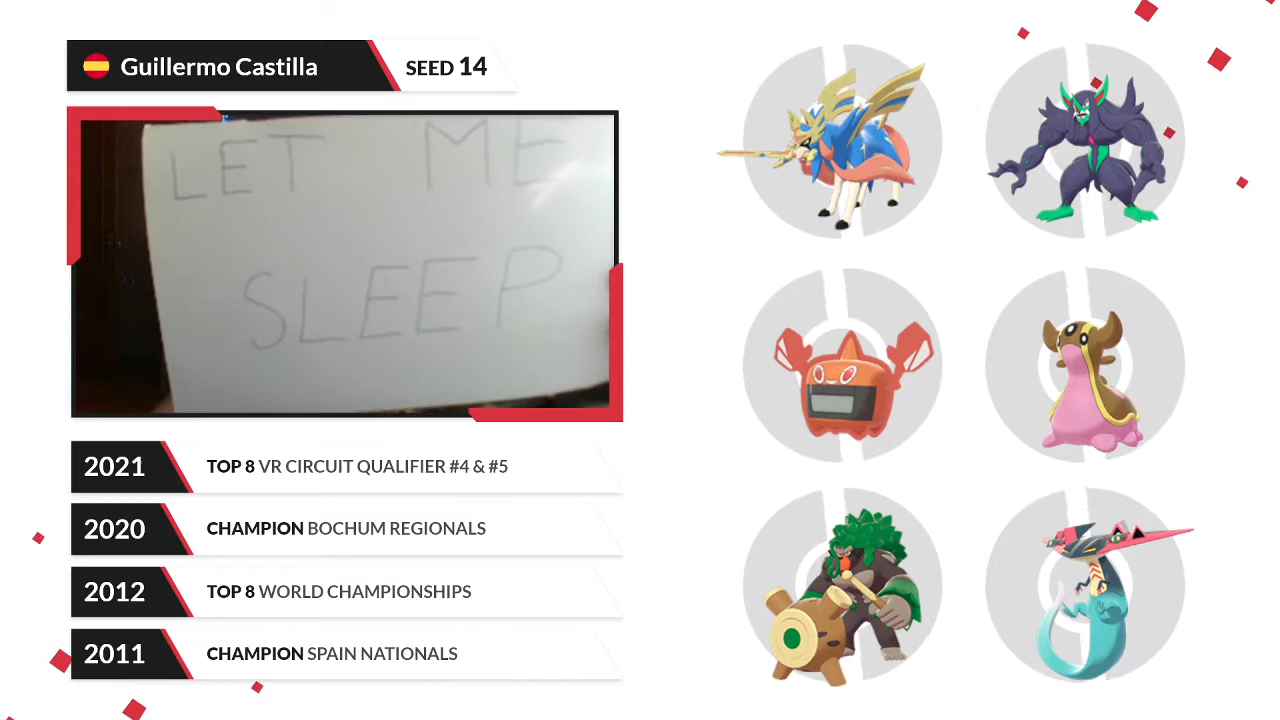 Guillermo Castilla
SEED 14
LET ME
SLEEP
2021 TOP 8 VR CIRCUIT QUALIFIER #4 & #5
2020 CHAMPION BOCHUM REGIONALS
2012 TOP 8 WORLD CHAMPIONSHIPS
2011 CHAMPION SPAIN NATIONALS